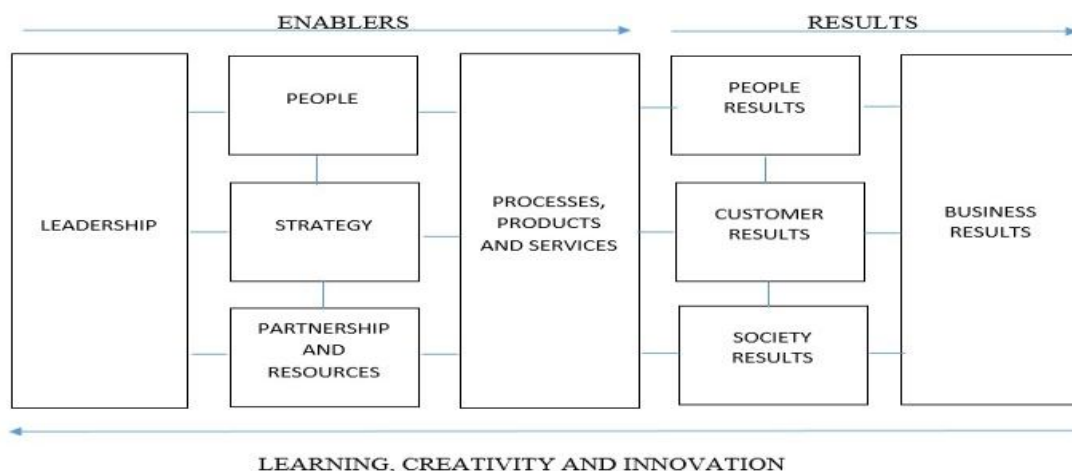 ENABLERS
RESULTS
PEOPLE
PEOPLE
RESULTS
LEADERSHIP
STRATEGY
PROCESSES,
PRODUCTS
AND SERVICES
CUSTOMER
RESULTS
BUSINESS
RESULTS
PARTNERSHIP
AND
RESOURCES
SOCIETY
RESULTS
LEARNING, CREATIVITY AND INNOVATION